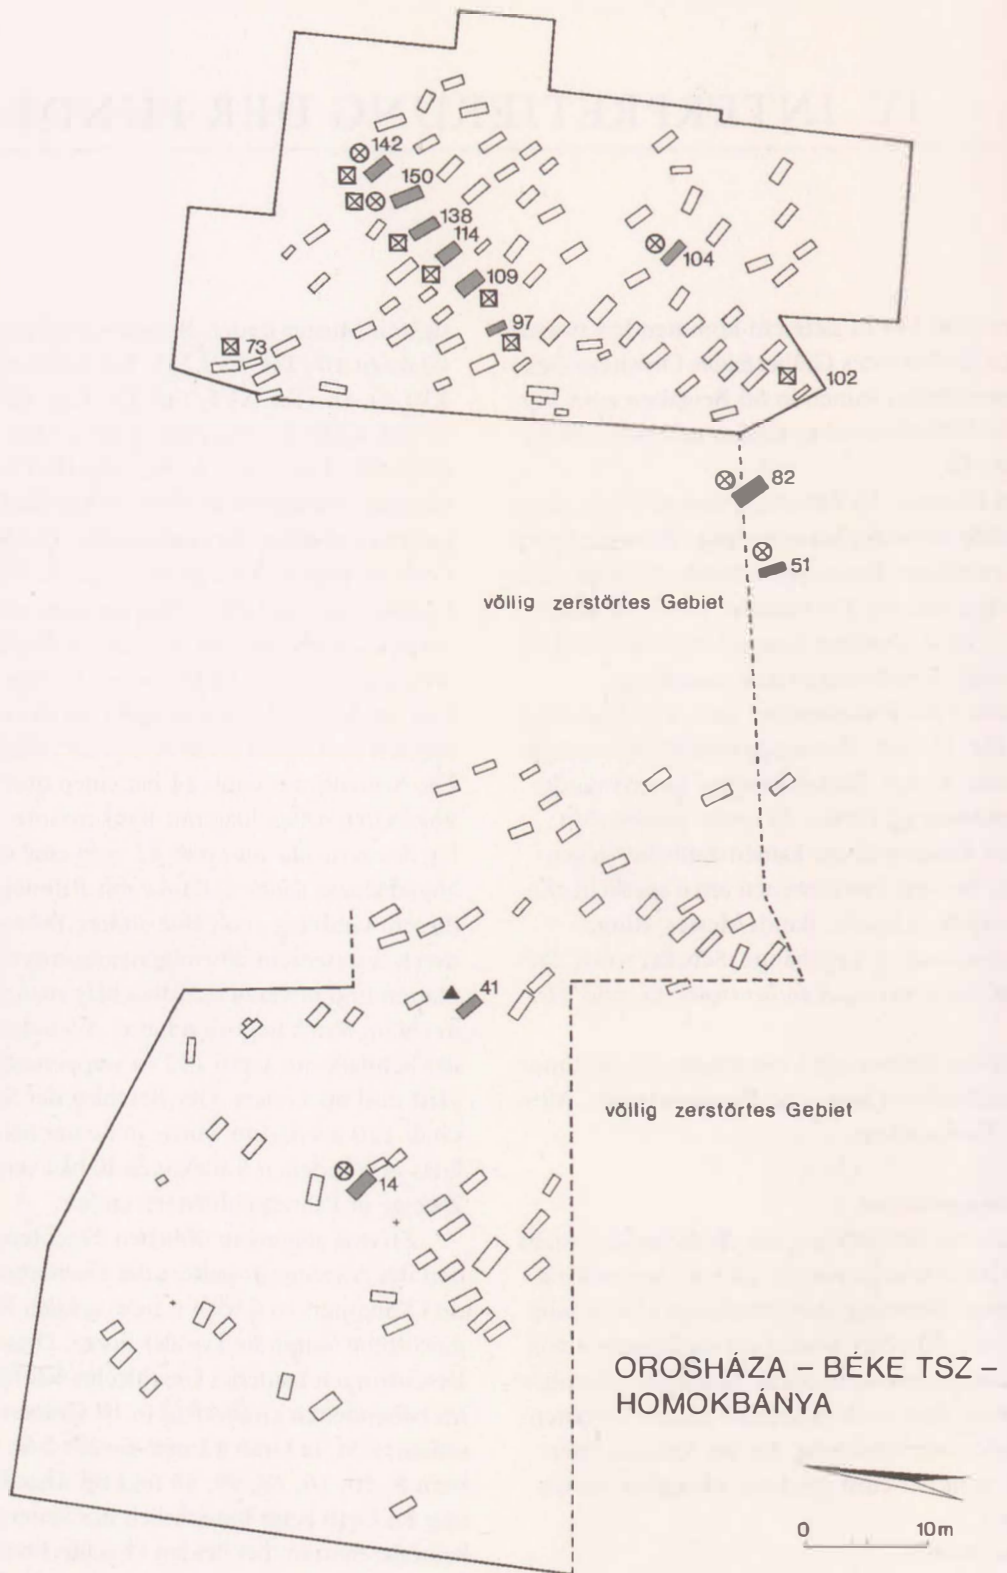 142
150
138
114
109
104
97
73
102
82
51
völlig zerstörtes Gebiet
41
völlig zerstörtes Gebiet
14
OROSHÁZA – BÉKE TSZ –
HOMOKBÁNYA
0 10m